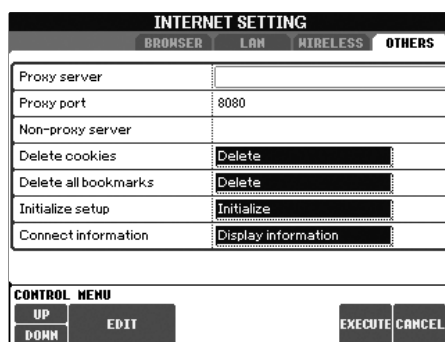 INTERNET SETTING
BROWSER LAN WIRELESS OTHERS
Proxy server
Proxy port 8080
Non-proxy server
Delete cookies Delete
Delete all bookmarks Delete
Initialize setup Initialize
Connect information Display information
CONTROL MENU
UP
EDIT EXECUTE CANCEL
DOWN